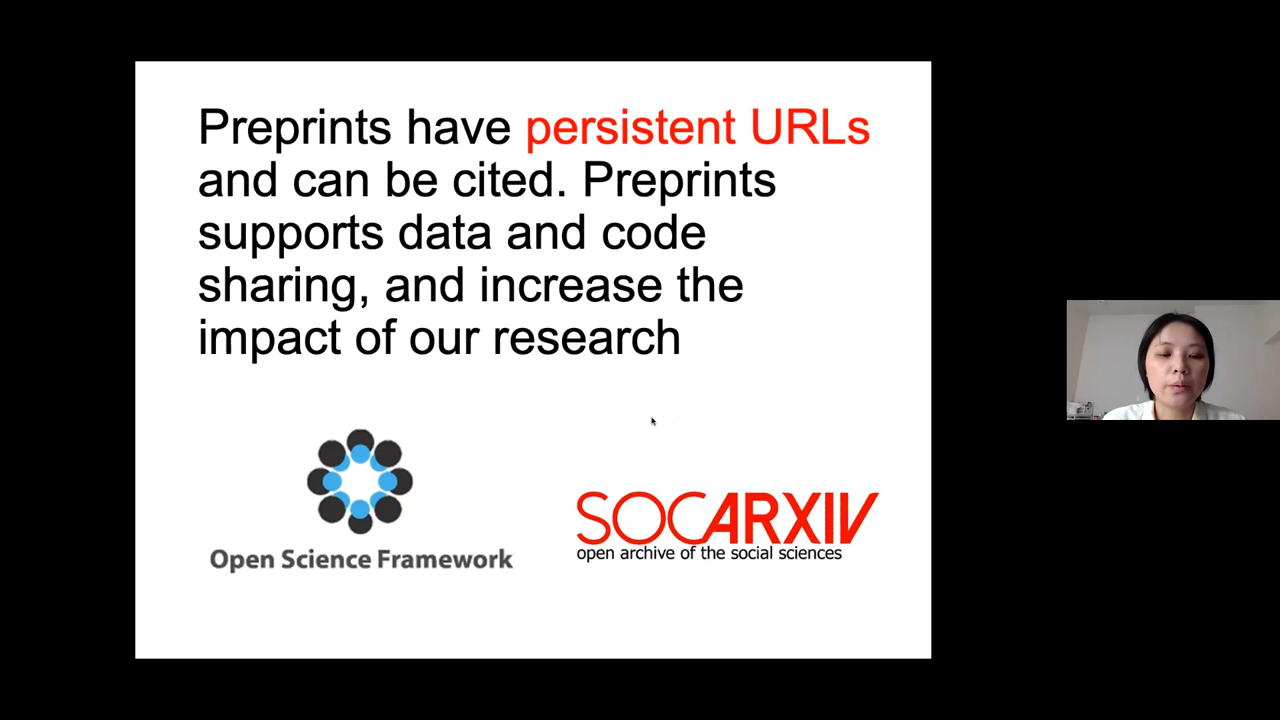 Preprints have persistent URLs
and can be cited. Preprints
supports data and code
sharing, and increase the
impact of our research
Open Science Framework
SOCARXIV
open archive of the social sciences